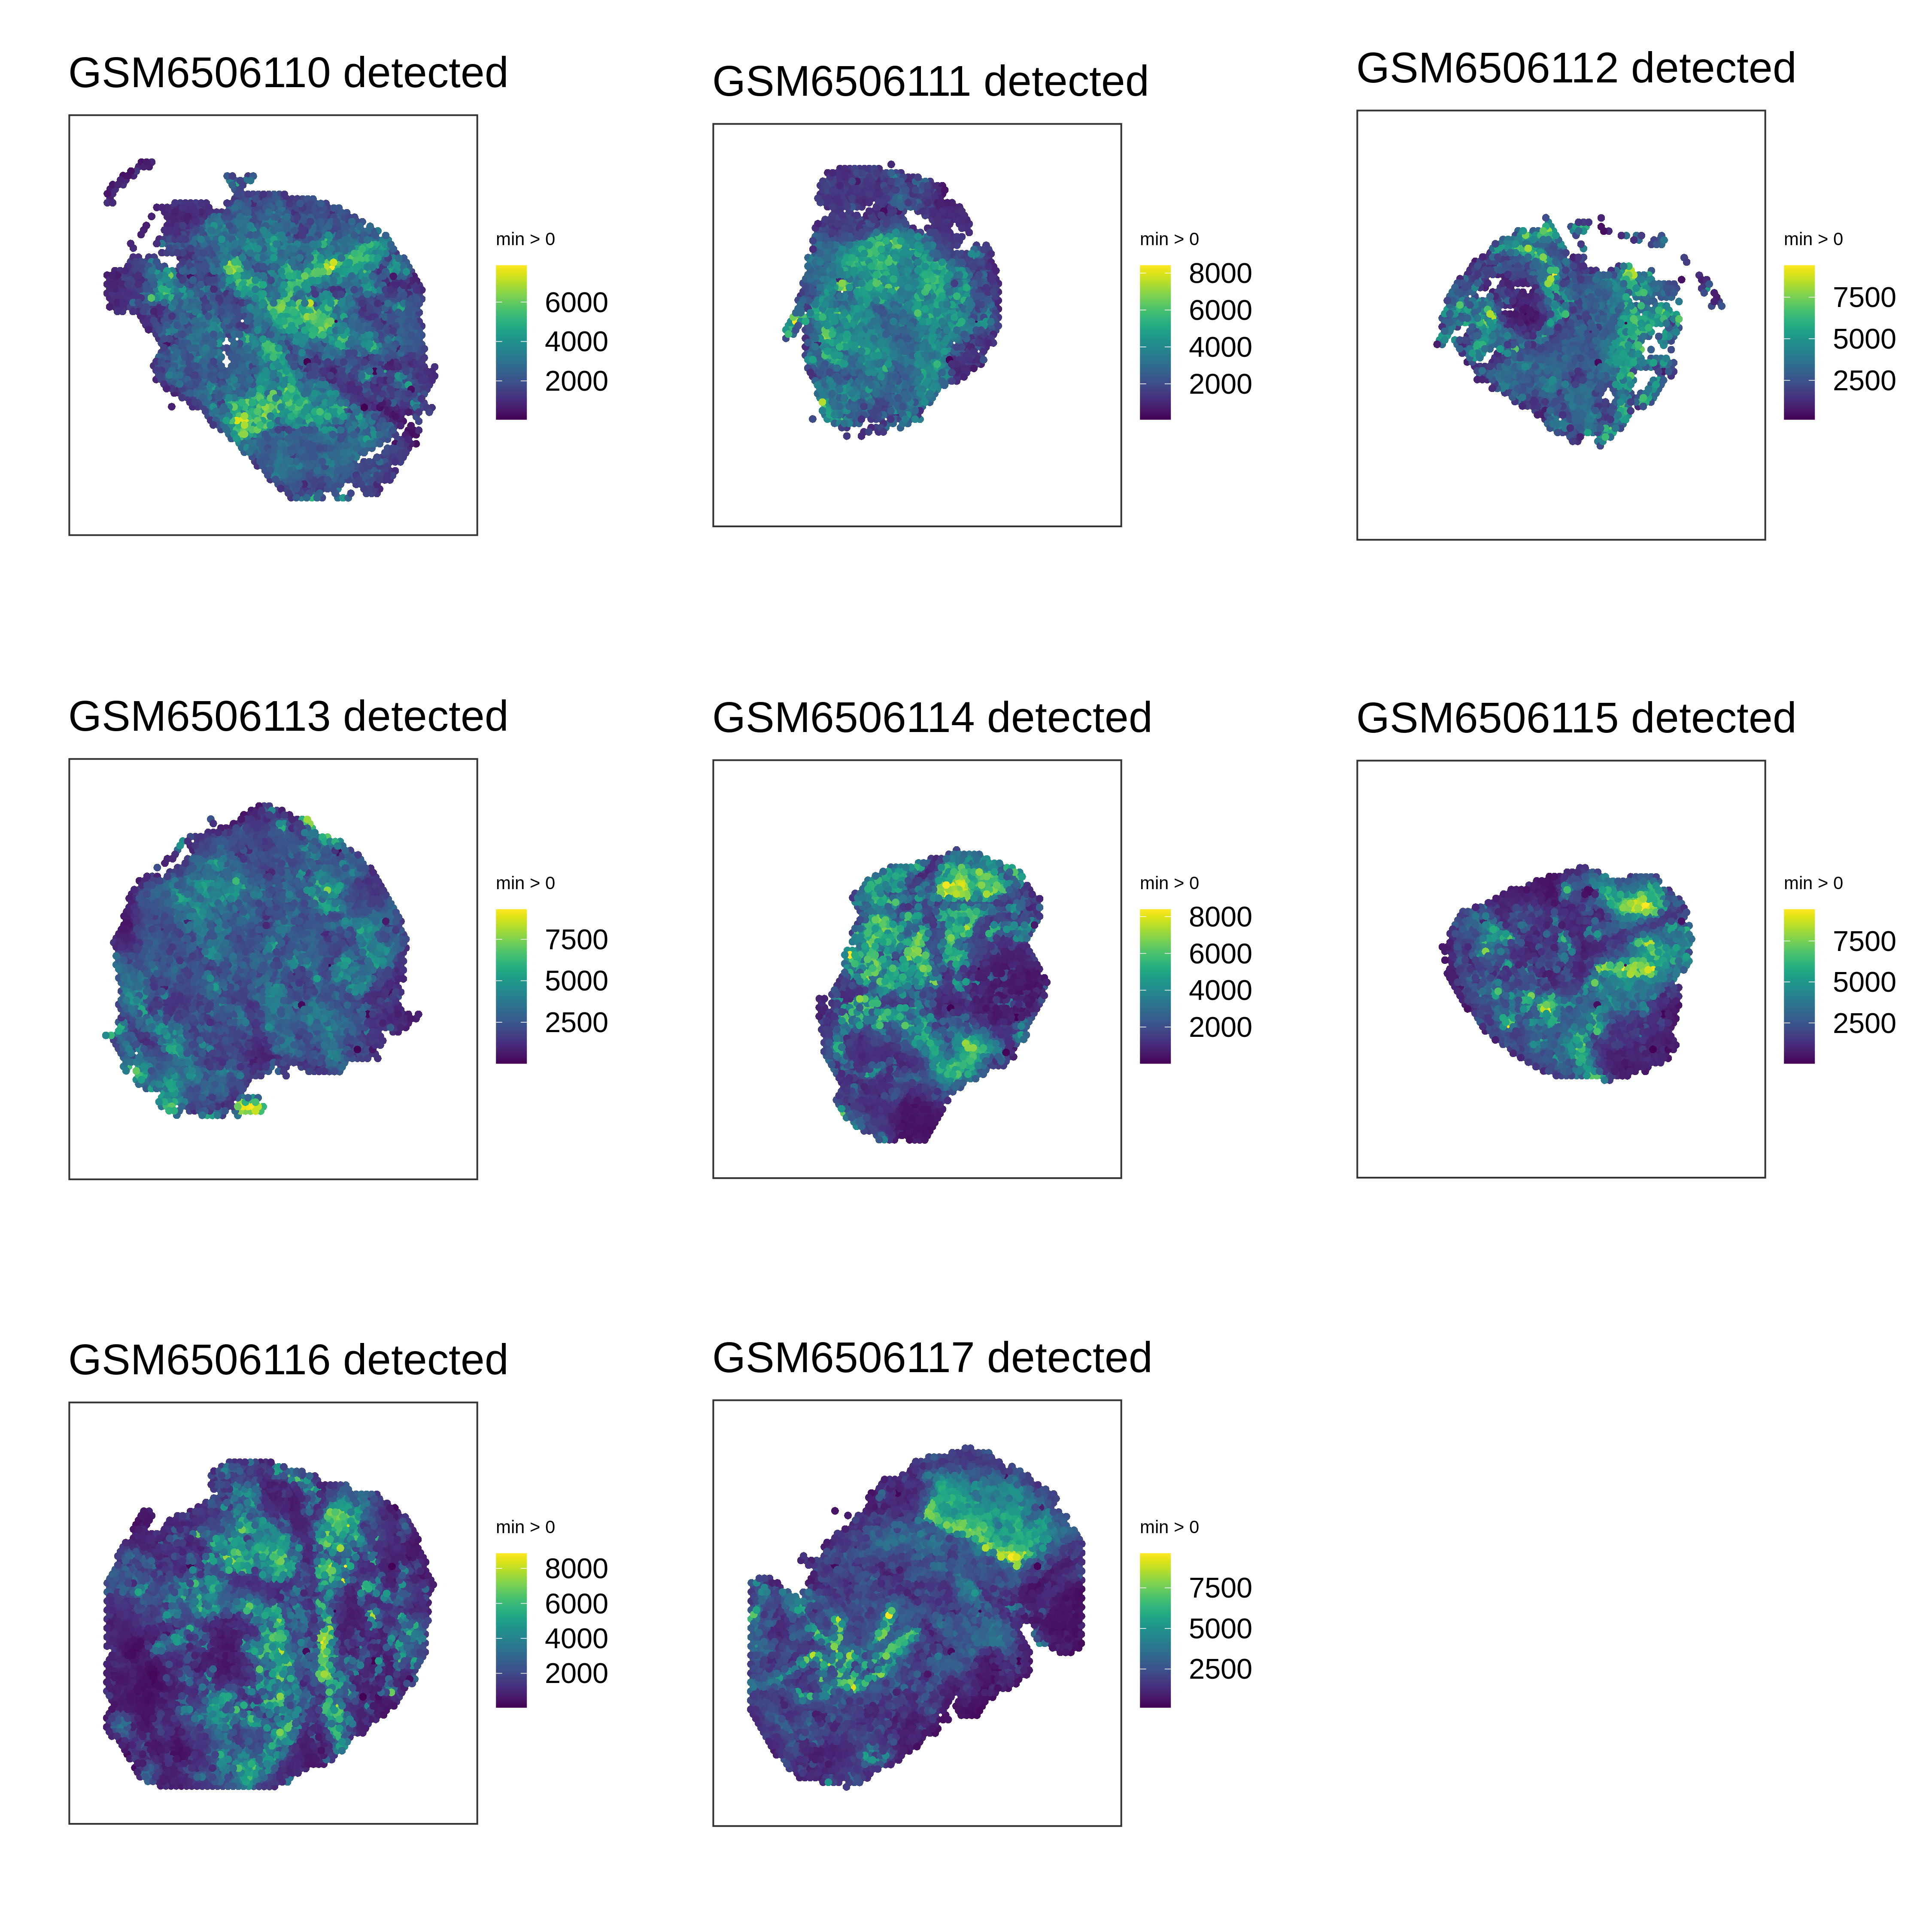 GSM6506110 detected
min > 0
6000
4000
2000
GSM6506111 detected
min > 0
8000
6000
4000
2000
GSM6506112 detected
min > 0
7500
5000
2500
GSM6506113 detected
min > 0
7500
5000
2500
GSM6506114 detected
min > 0
8000
6000
4000
2000
GSM6506115 detected
min > 0
7500
5000
2500
GSM6506116 detected
min > 0
8000
6000
4000
2000
GSM6506117 detected
min > 0
7500
5000
2500